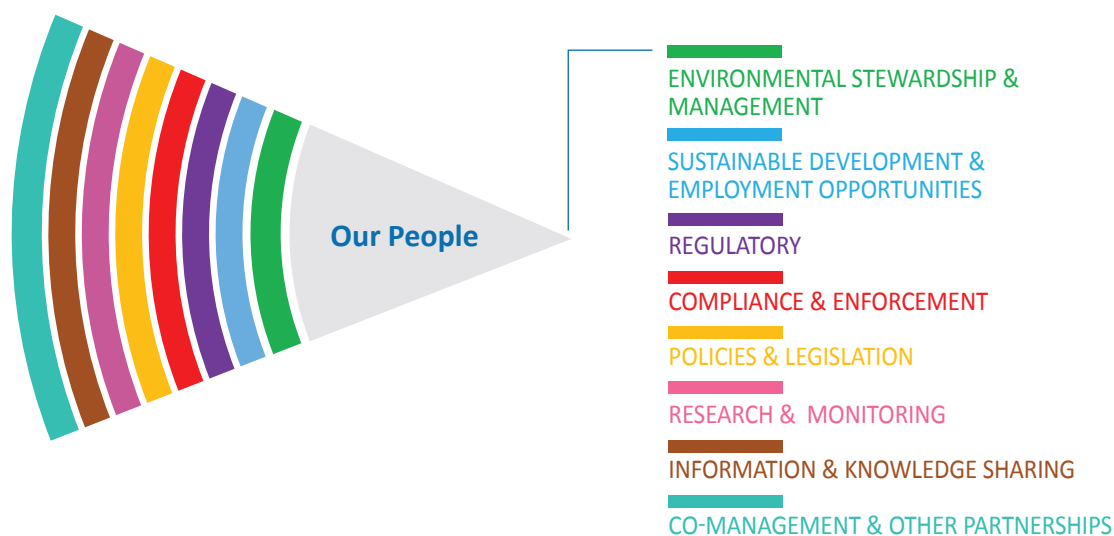 Our People
ENVIRONMENTAL STEWARDSHIP &
MANAGEMENT
SUSTAINABLE DEVELOPMENT &
EMPLOYMENT OPPORTUNITIES
REGULATORY
COMPLIANCE & ENFORCEMENT
POLICIES & LEGISLATION
RESEARCH & MONITORING
INFORMATION & KNOWLEDGE SHARING
CO-MANAGEMENT & OTHER PARTNERSHIPS